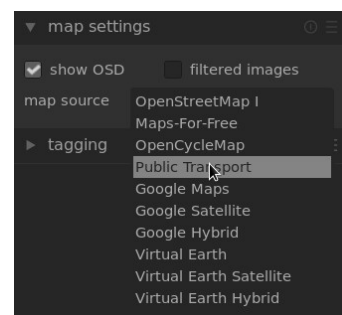 map settings
show OSD filtered images
map source OpenStreetMap I
Maps-For-Free
tagging OpenCycleMap
Public Transport
Google Maps
Google Satellite
Google Hybrid
Virtual Earth
Virtual Earth Satellite
Virtual Earth Hybrid